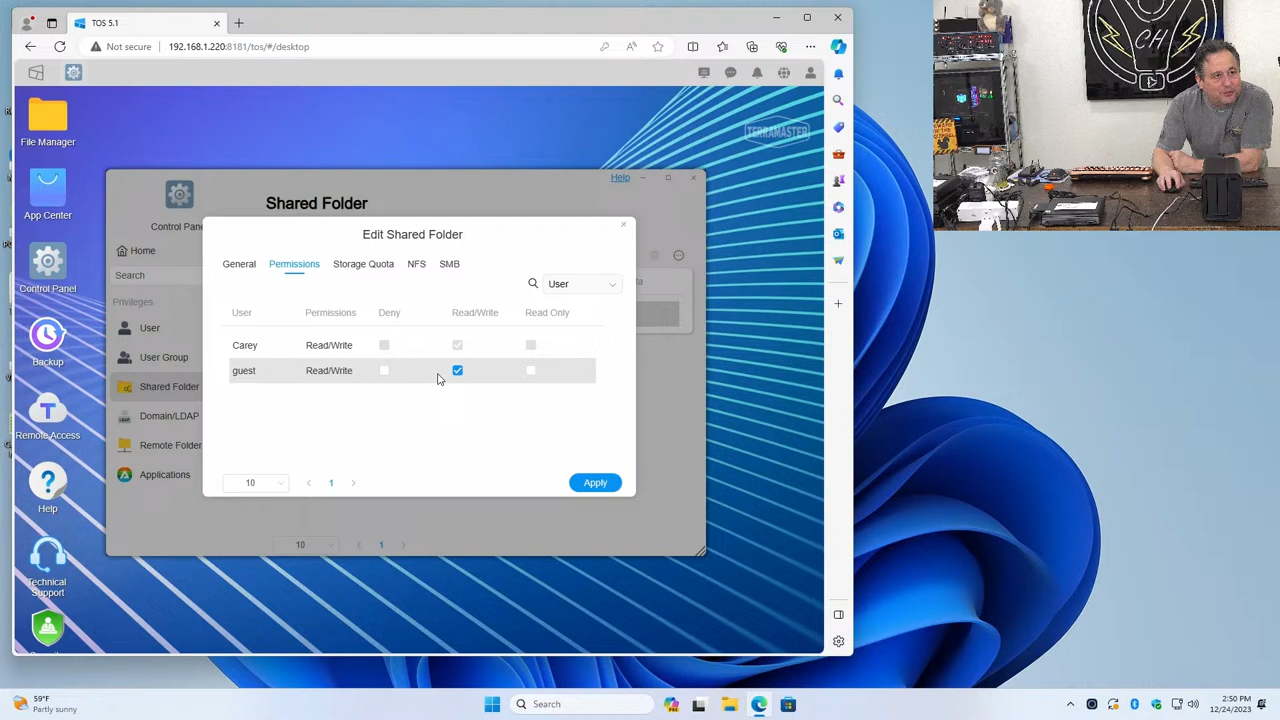 TOS 5.1
Not secure 192.168.1.220:8181/tos/#/desktop
File Manager
App Center
Control Panel
Backup
Remote Access
Help
Technical
Support
TERRAMASTER
Help
Shared Folder
Control Pan
Home
Search
Privileges
User
User Group
Shared Folder
Domain/LDAP
Remote Folder
Applications
Edit Shared Folder
General Permissions Storage Quota NFS SMB
User
User Permissions Deny Read/Write Read Only
Carey Read/Write
guest Read/Write
10 1
Apply
10 1
CH
59°F
Partly sunny
Search
2:50 PM
12/24/2023